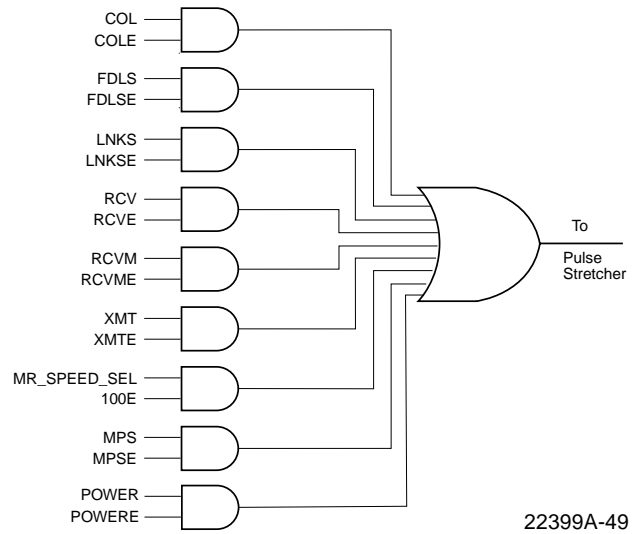 COL
COLE
FDLS
FDLSE
LNKS
LNKSE
RCV
RCVE
RCVM
RCVME
XMT
XMTE
MR_SPEED_SEL
100E
MPS
MPSE
POWER
POWERE
To
Pulse
Stretcher
22399A-49